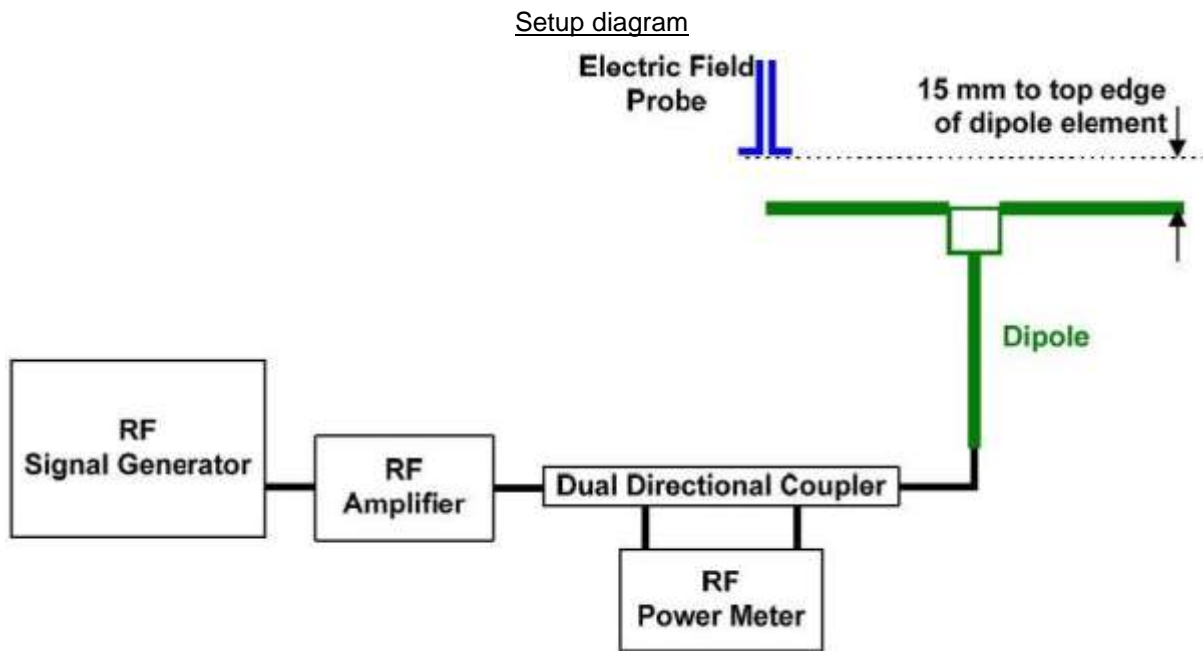 Setup diagram
Electric Field
Probe
15 mm to top edge
of dipole element
Dipole
RF
Signal Generator
RF
Amplifier
Dual Directional Coupler
RF
Power Meter